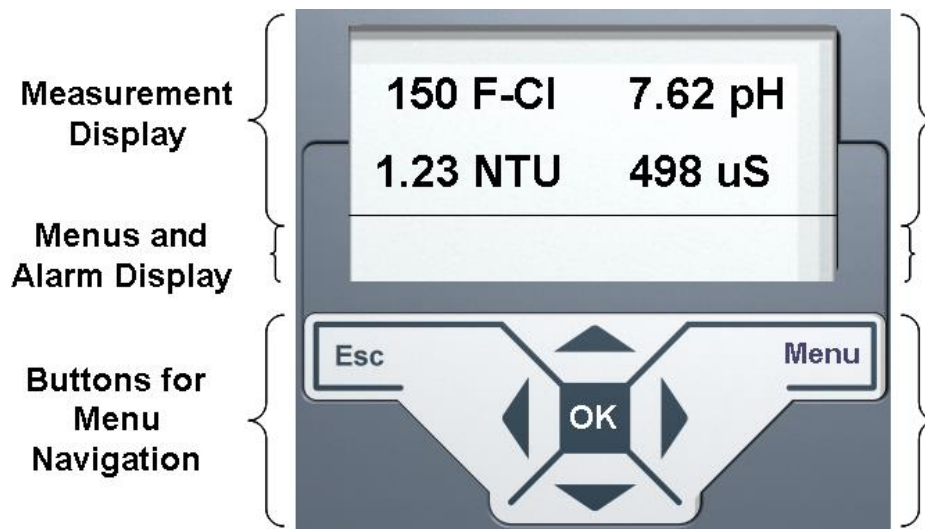 Measurement
Display
150 F-Cl 7.62 pH
1.23 NTU 498 uS
Menus and
Alarm Display
Esc
Menu
OK
Buttons for
Menu
Navigation